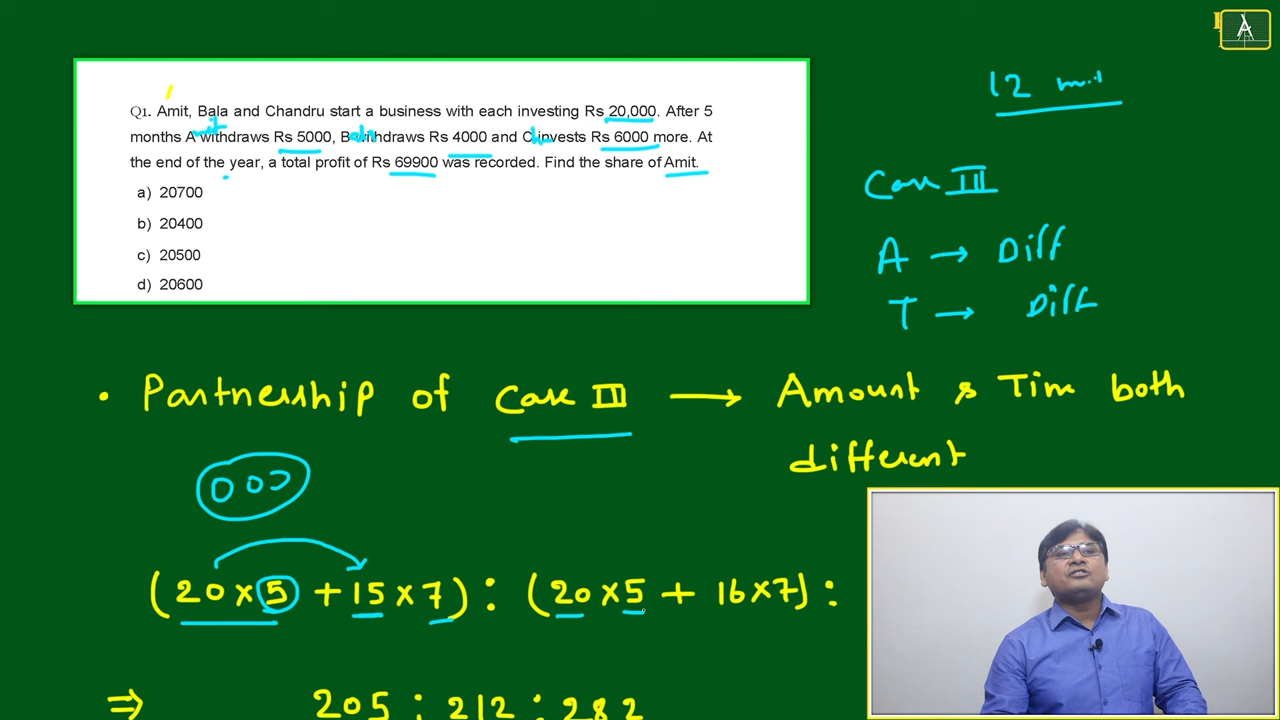 A
12
Q1. Amit, Bala and Chandru start a business with each investing Rs 20,000. After 5
months A withdraws Rs 5000, B withdraws Rs 4000 and C invests Rs 6000 more. At
the end of the year, a total profit of Rs 69900 was recorded. Find the share of Amit.
a) 20700
b) 20400
c) 20500
d) 20600
Case III
A → Diff
T → Diff
• Partnership of Case III → Amount & Time both
different
000
(20×5 + 15×7) : (20×5 + 16×7) :
⇒ 205 : 212 : 282